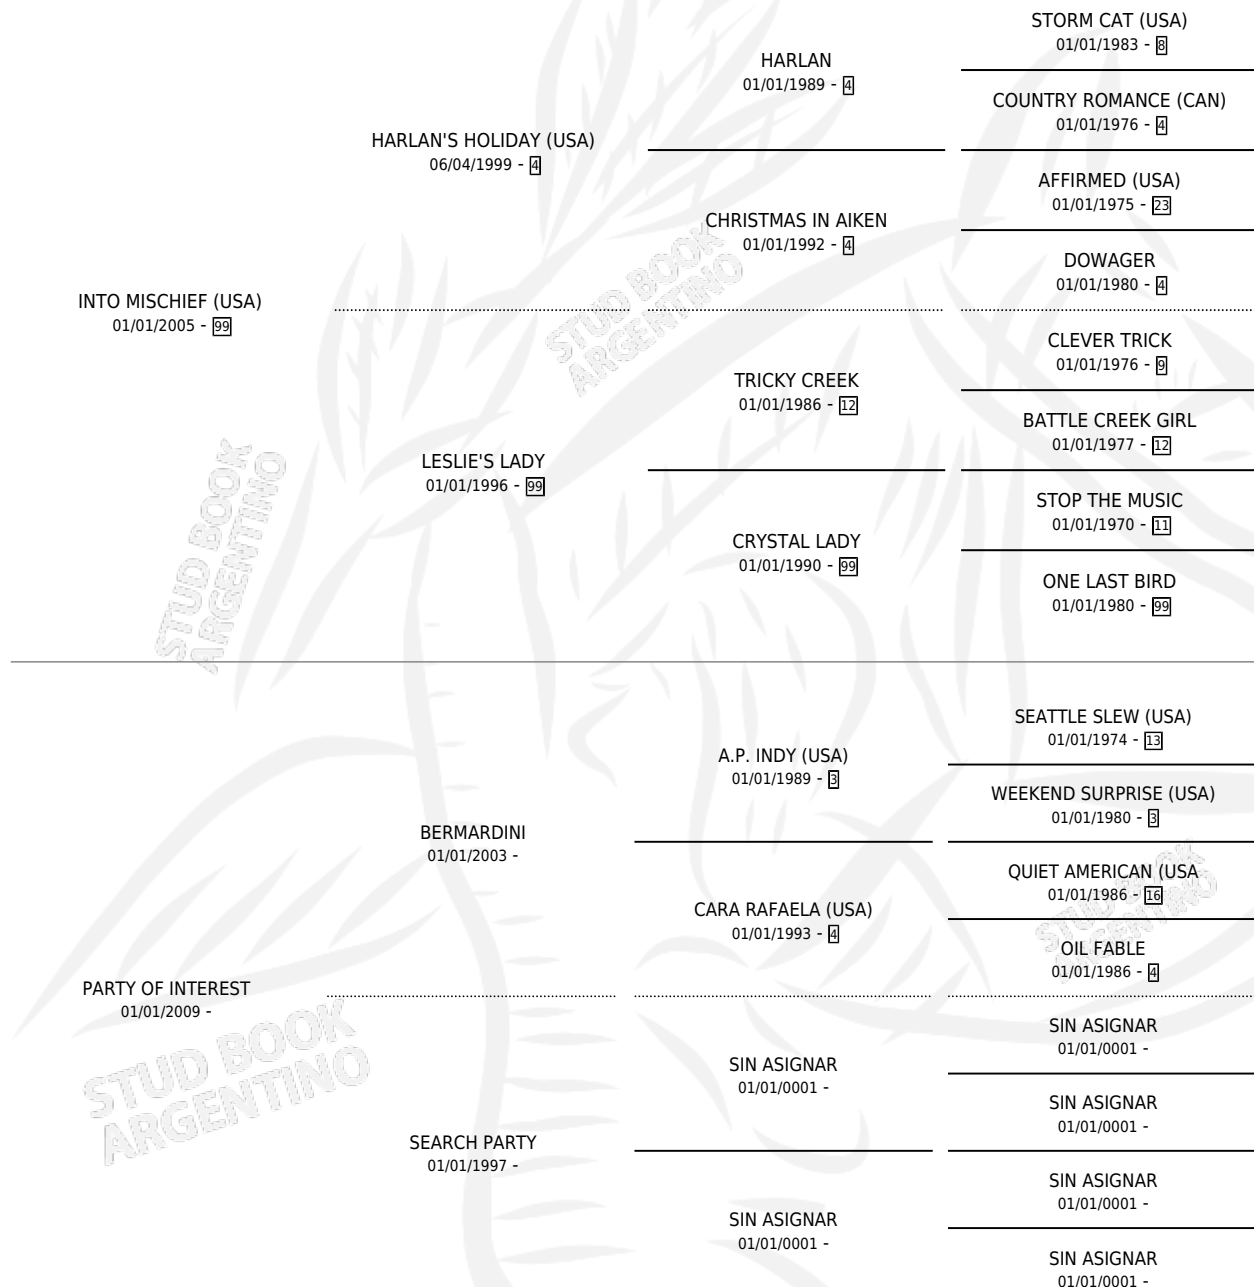 STORM CAT (USA)
01/01/1983 - 8
HARLAN
01/01/1989 - 4
COUNTRY ROMANCE (CAN)
01/01/1976 - 4
HARLAN'S HOLIDAY (USA)
06/04/1999 - 4
AFFIRMED (USA)
01/01/1975 - 23
CHRISTMAS IN AIKEN
01/01/1992 - 4
DOWAGER
01/01/1980 - 4
INTO MISCHIEF (USA)
01/01/2005 - 99
CLEVER TRICK
01/01/1976 - 9
TRICKY CREEK
01/01/1986 - 12
BATTLE CREEK GIRL
01/01/1977 - 12
LESLIE'S LADY
01/01/1996 - 99
STOP THE MUSIC
01/01/1970 - 11
CRYSTAL LADY
01/01/1990 - 99
ONE LAST BIRD
01/01/1980 - 99
STUD BOOK
ARGENTINO
STUD BOOK
ARGENTINO
SEATTLE SLEW (USA)
01/01/1974 - 13
A.P. INDY (USA)
01/01/1989 - 3
WEEKEND SURPRISE (USA)
01/01/1980 - 3
BERMARDINI
01/01/2003 -
QUIET AMERICAN (USA
01/01/1986 - 16
CARA RAFAELA (USA)
01/01/1993 - 4
OIL FABLE
01/01/1986 - 4
PARTY OF INTEREST
01/01/2009 -
SIN ASIGNAR
01/01/0001 -
SIN ASIGNAR
01/01/0001 -
SIN ASIGNAR
01/01/0001 -
SEARCH PARTY
01/01/1997 -
SIN ASIGNAR
01/01/0001 -
SIN ASIGNAR
01/01/0001 -
SIN ASIGNAR
01/01/0001 -
STUD BOOK
ARGENTINO
STUD BOOK
ARGENTINO